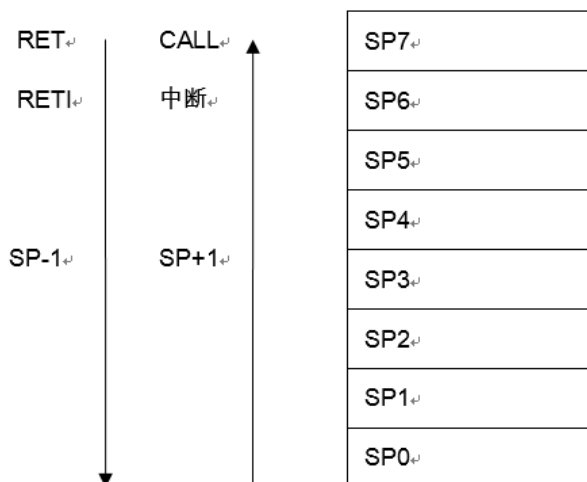 RET CALL SP7
RETI 中断 SP6
SP5
SP4
SP-1 SP+1
SP3
SP2
SP1
SP0